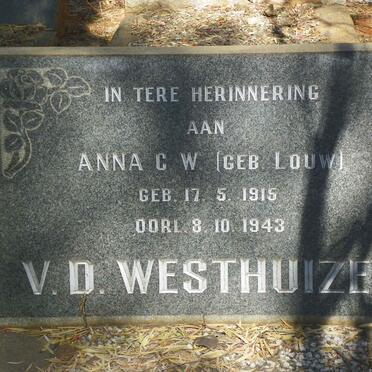 IN TERE HERINNERING
AAN
ANNA C W. (GEB. LOUW)
GEB. 17. 5. 1915
OORL. 8. 10. 1943
V. D. WESTHUIZE